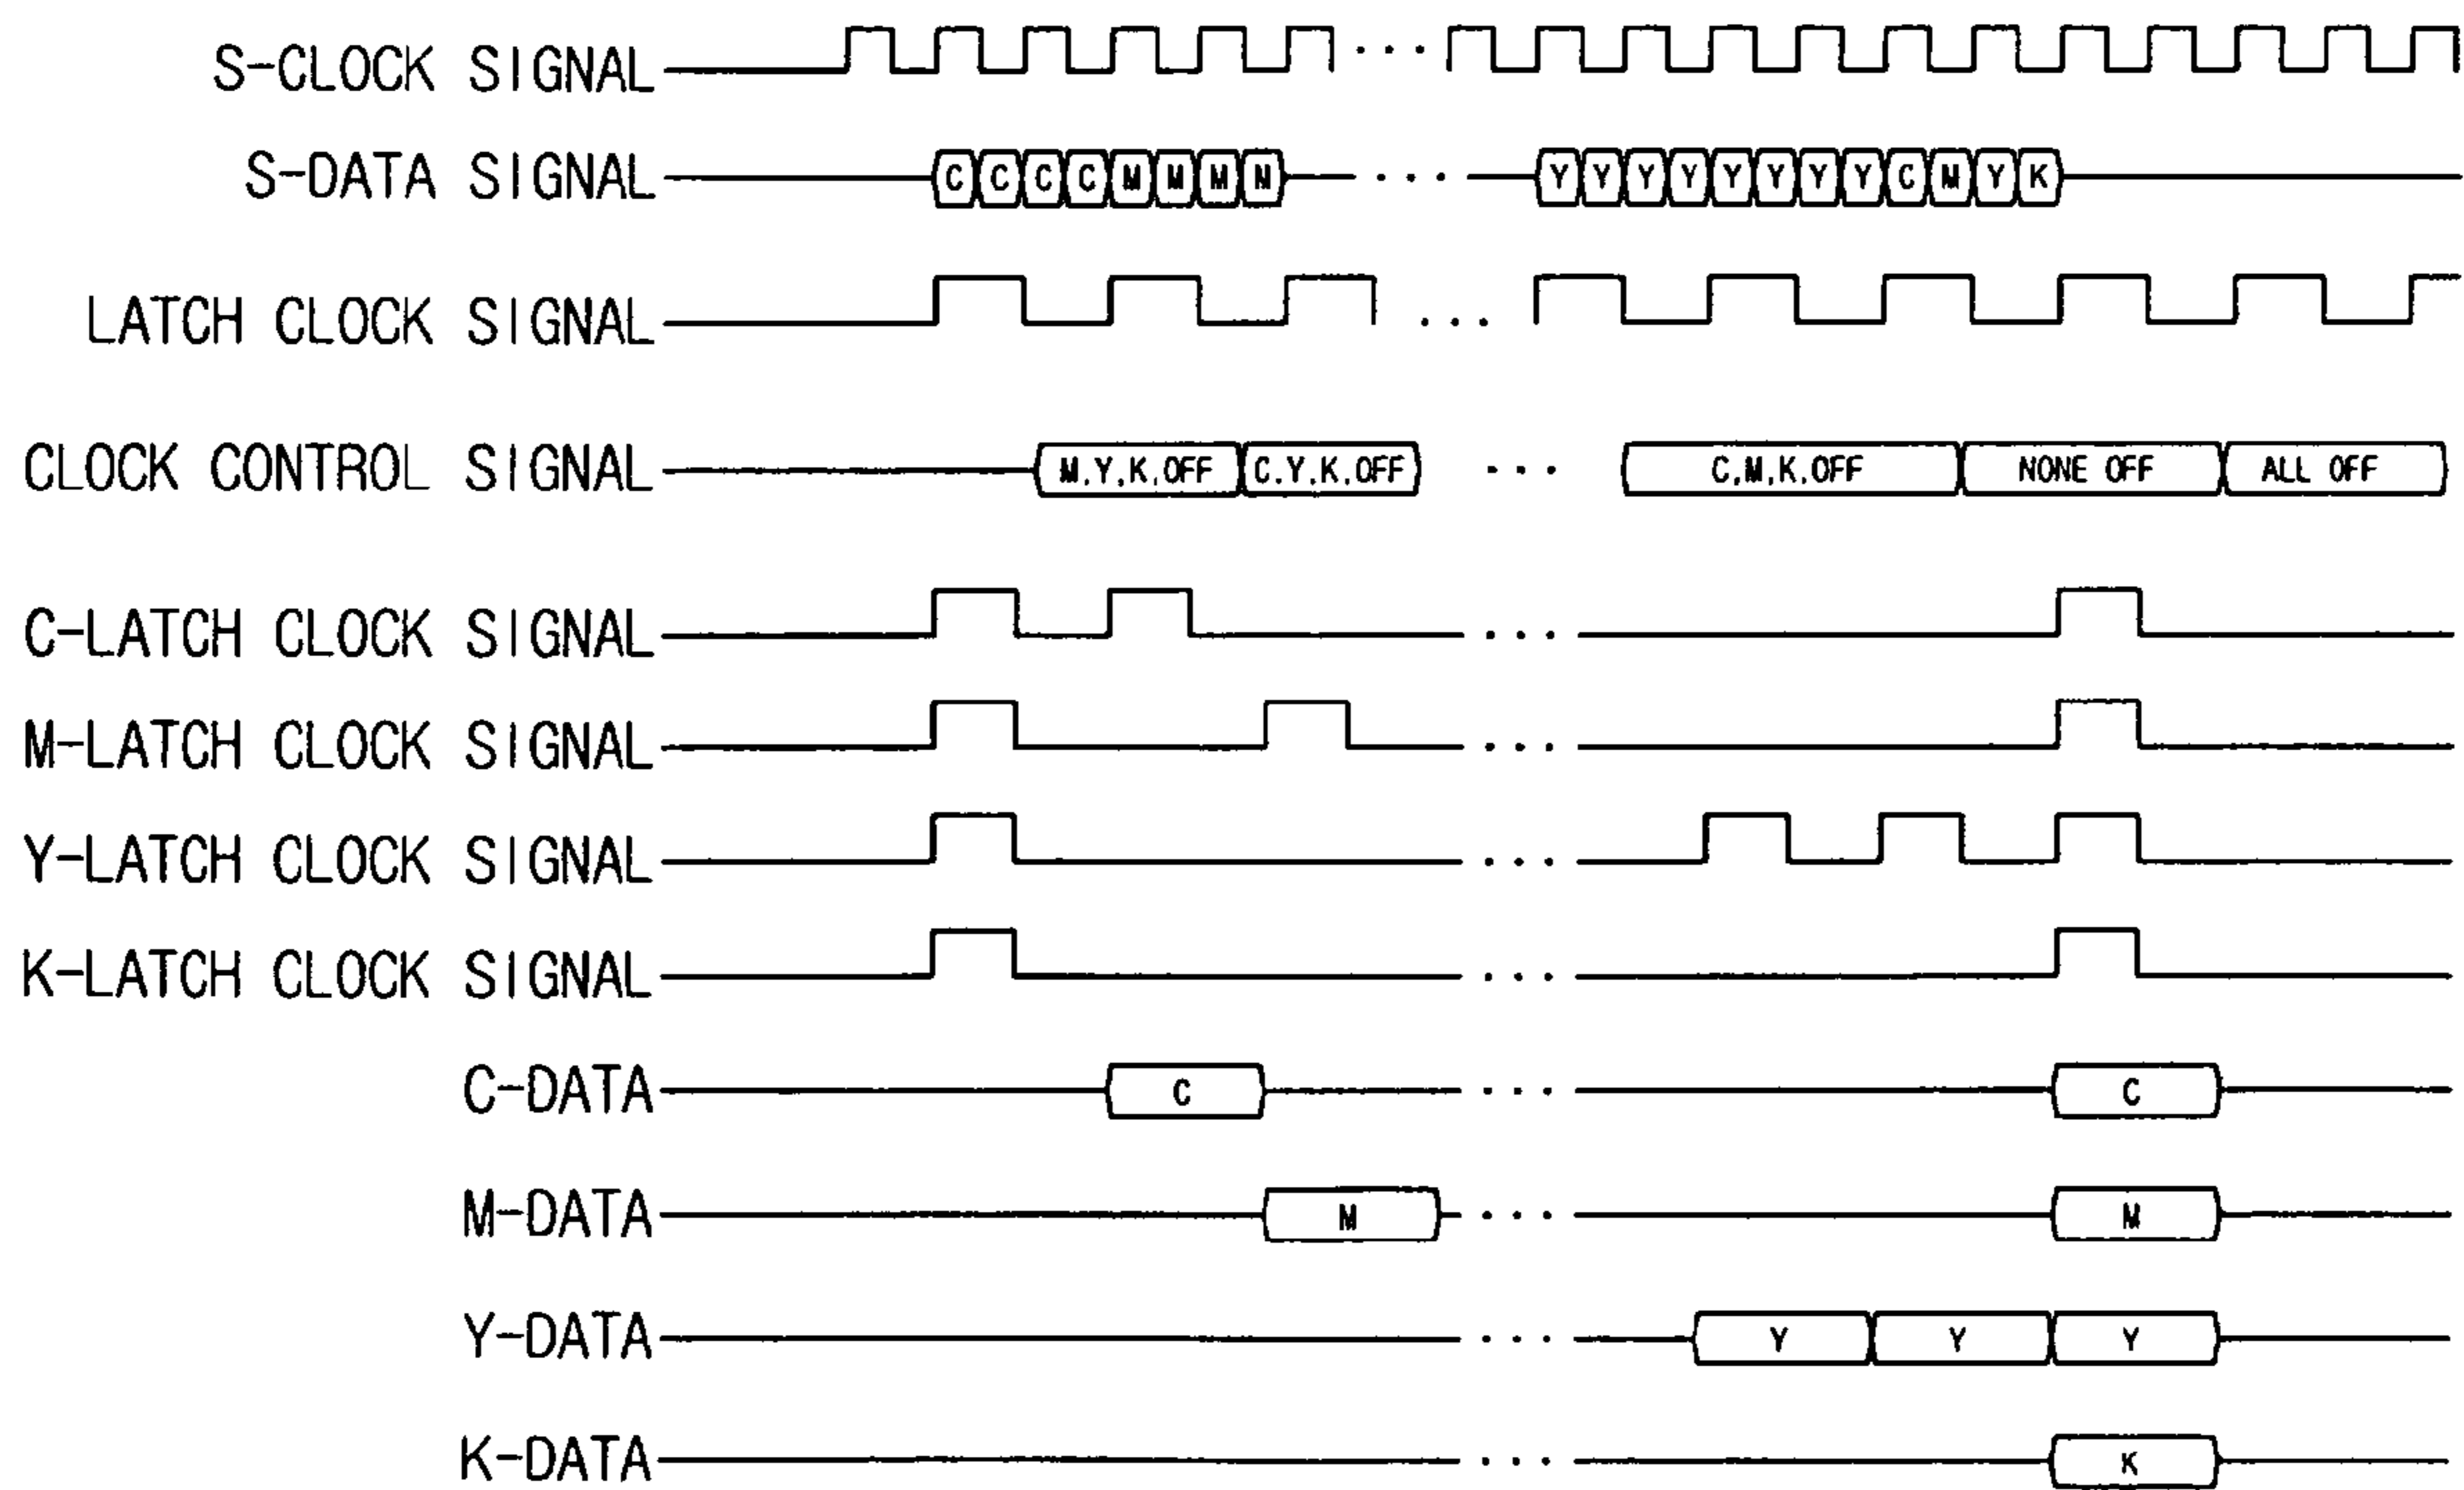 S-CLOCK SIGNAL
S-DATA SIGNAL C C C C M M M N Y Y Y Y Y Y Y Y C M Y K
LATCH CLOCK SIGNAL
CLOCK CONTROL SIGNAL M,Y,K,OFF C,Y,K,OFF C,M,K,OFF NONE OFF ALL OFF
C-LATCH CLOCK SIGNAL
M-LATCH CLOCK SIGNAL
Y-LATCH CLOCK SIGNAL
K-LATCH CLOCK SIGNAL
C-DATA C C
M-DATA M M
Y-DATA Y Y Y
K-DATA K